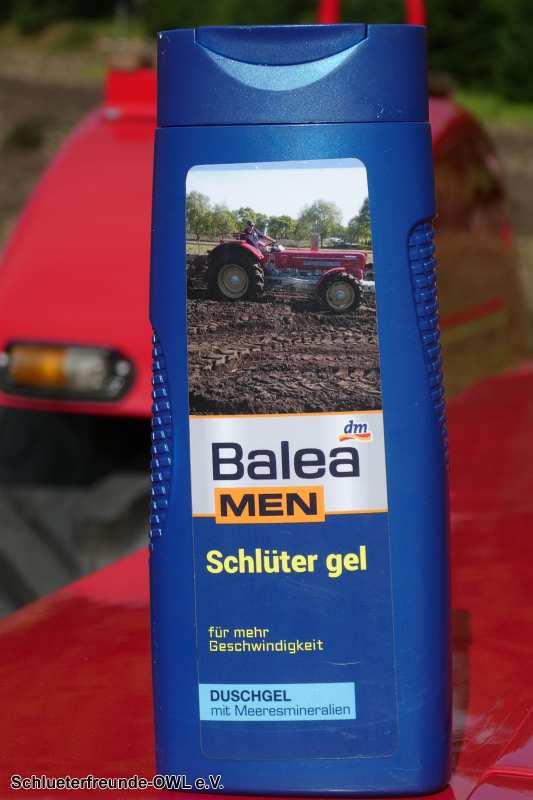 dm
Balea
MEN
Schlüter gel
für mehr
Geschwindigkeit
DUSCHGEL
mit Meeresmineralien
Schlueterfreunde-OWL e.V.